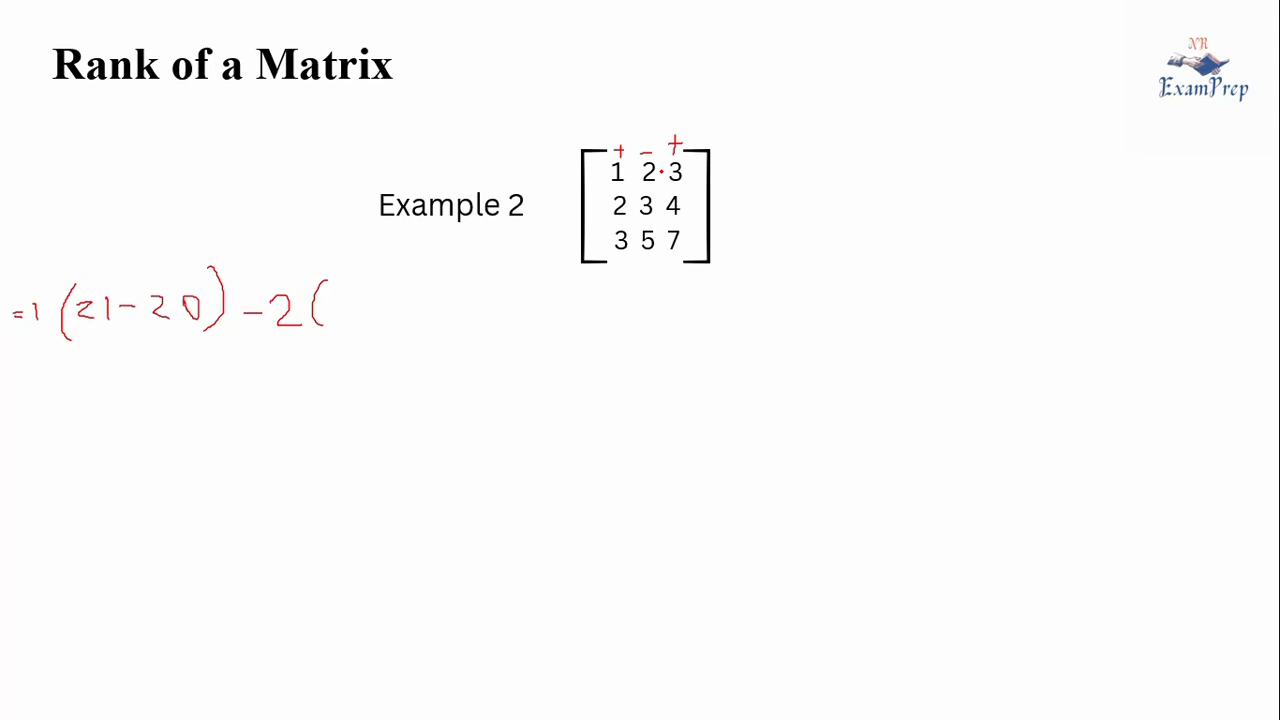 Rank of a Matrix
NR
ExamPrep
+ - +
1 2 · 3
Example 2
2 3 4
3 5 7
=1 (21-20) -2(